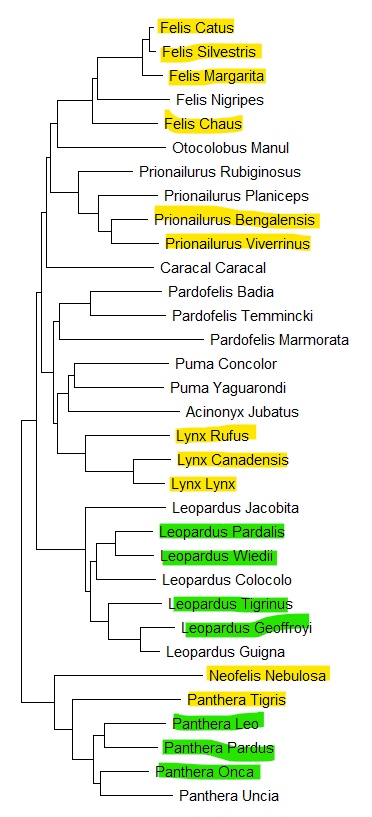 Felis Catus
Felis Silvestris
Felis Margarita
Felis Nigripes
Felis Chaus
Otocolobus Manul
Prionailurus Rubiginosus
Prionailurus Planiceps
Prionailurus Bengalensis
Prionailurus Viverrinus
Caracal Caracal
Pardofelis Badia
Pardofelis Temmincki
Pardofelis Marmorata
Puma Concolor
Puma Yaguarondi
Acinonyx Jubatus
Lynx Rufus
Lynx Canadensis
Lynx Lynx
Leopardus Jacobita
Leopardus Pardalis
Leopardus Wiedii
Leopardus Colocolo
Leopardus Tigrinus
Leopardus Geoffroyi
Leopardus Guigna
Neofelis Nebulosa
Panthera Tigris
Panthera Leo
Panthera Pardus
Panthera Onca
Panthera Uncia